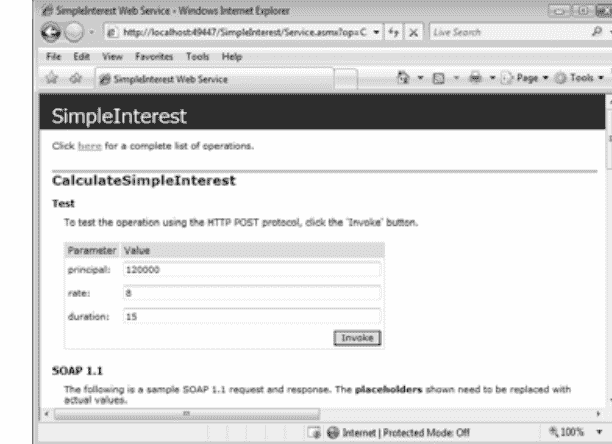 SimpleInterest Web Service - Windows Internet Explorer
http://localhost:49447/SimpleInterest/Service.asmx?op=C
Live Search
File Edit View Favorites Tools Help
SimpleInterest Web Service
Page Tools
SimpleInterest
Click here for a complete list of operations.
CalculateSimpleInterest
Test
To test the operation using the HTTP POST protocol, click the 'Invoke' button.
Parameter Value
principal: 120000
rate: 8
duration: 15
Invoke
SOAP 1.1
The following is a sample SOAP 1.1 request and response. The placeholders shown need to be replaced with
actual values.
Internet | Protected Mode: Off 100%